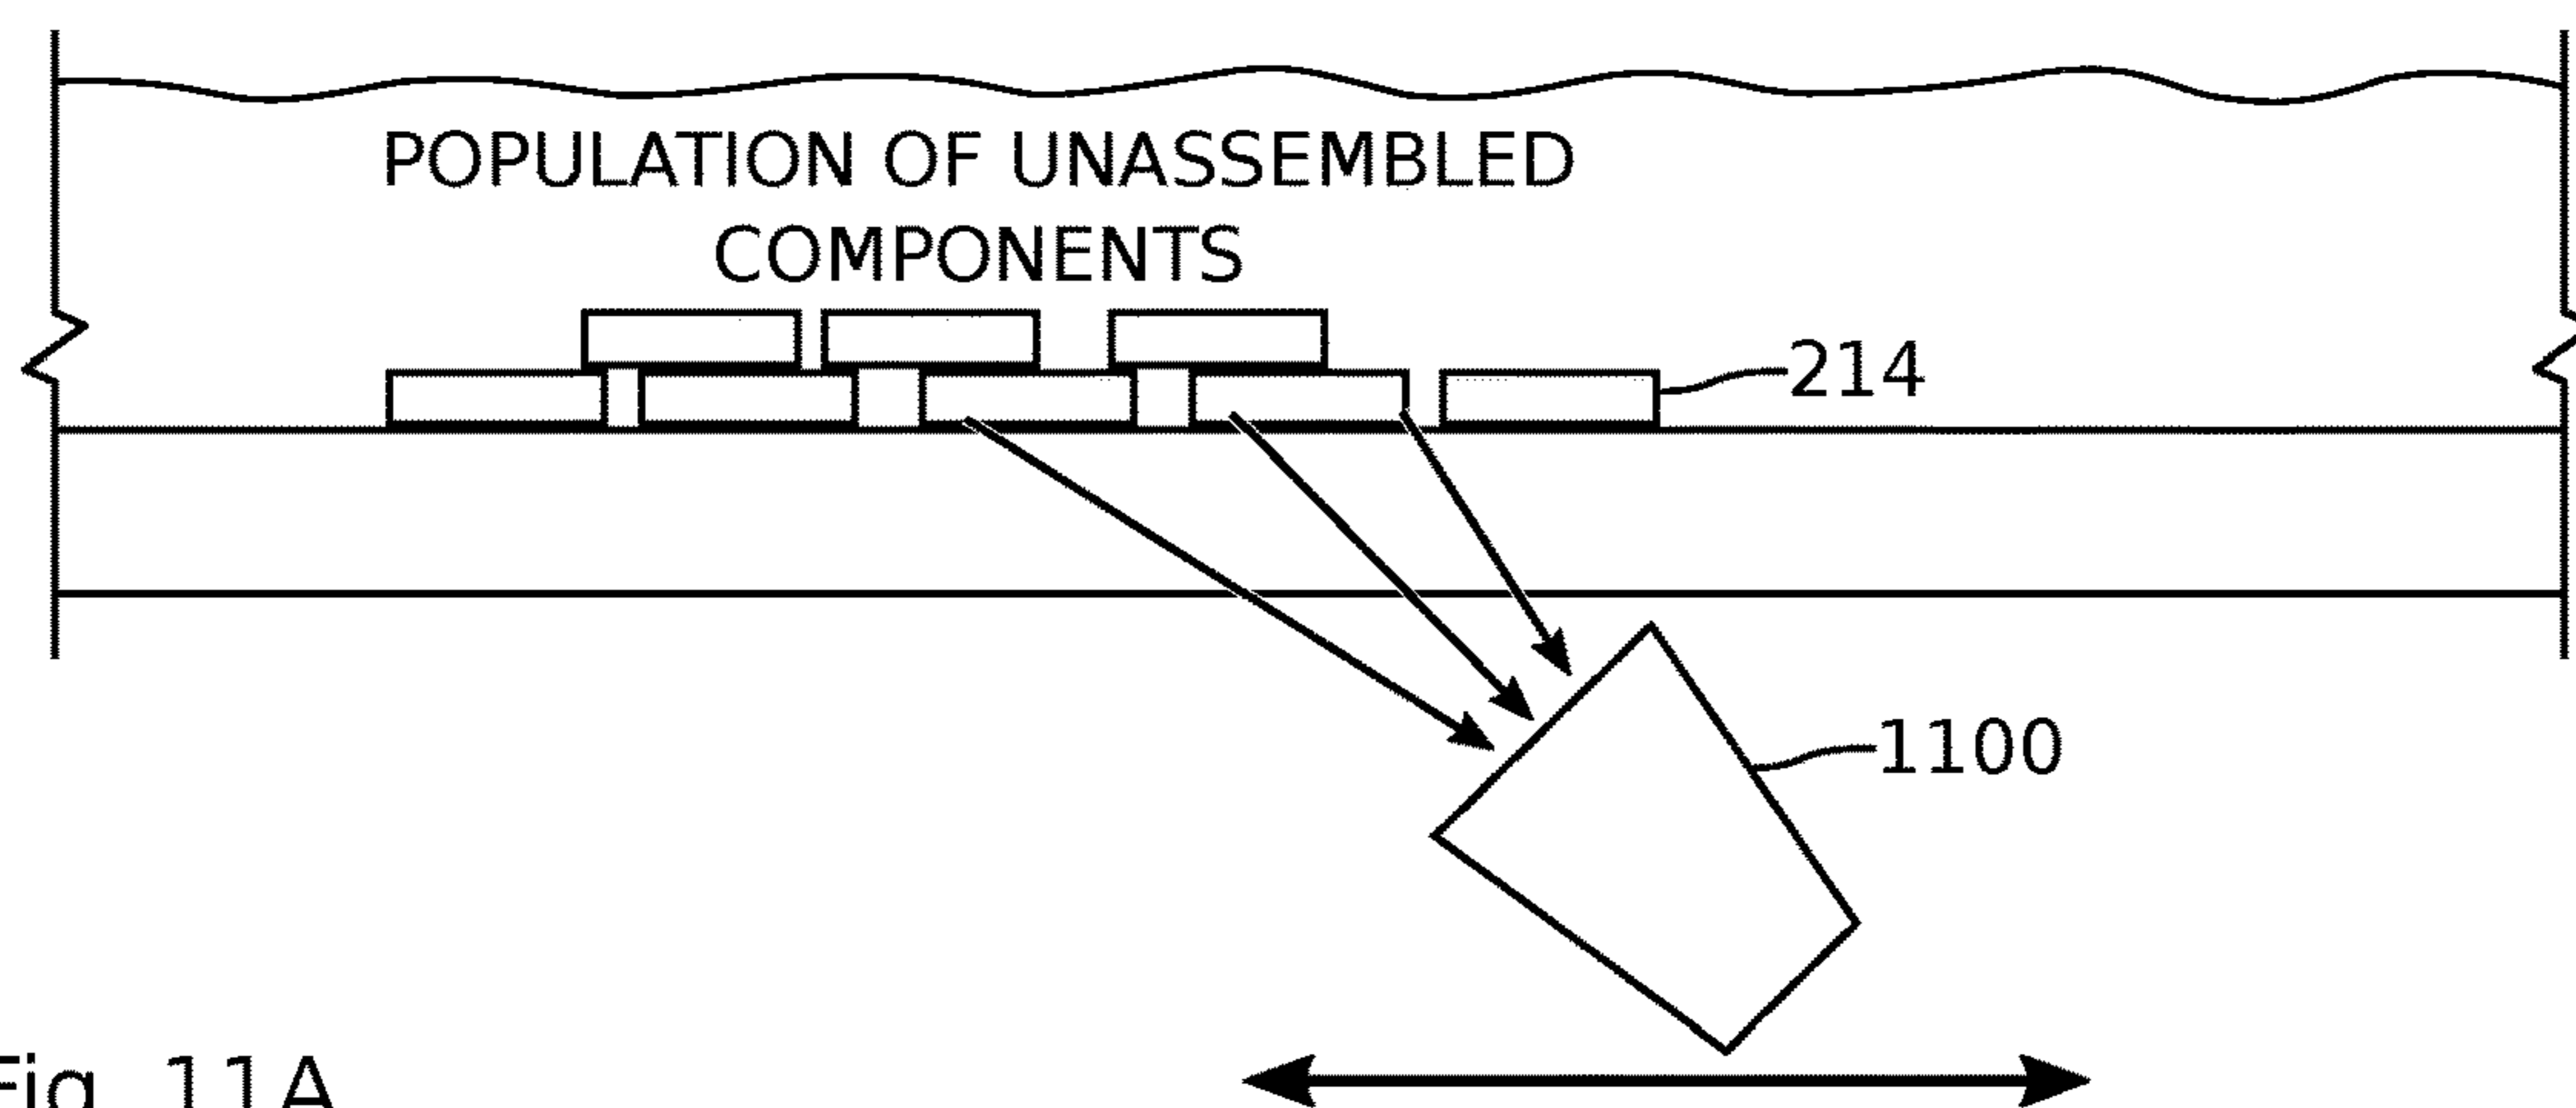 POPULATION OF UNASSEMBLED
COMPONENTS
214
1100
Fig. 11A